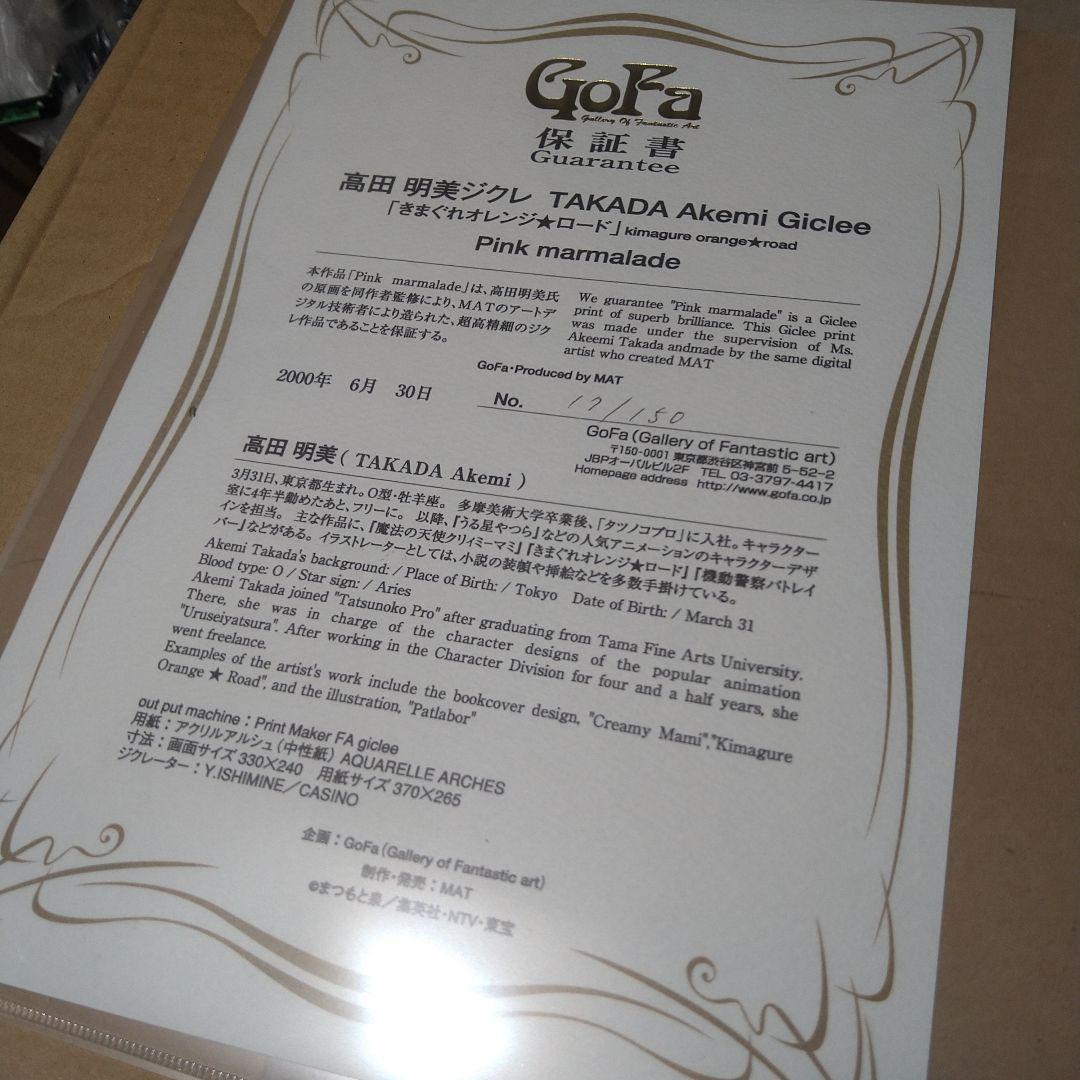 GoFa
Gallery Of Fantastic Art
保証書
Guarantee
高田 明美ジクレ TAKADA Akemi Giclee
「きまぐれオレンジ★ロード」kimagure orange★road
Pink marmalade
本作品「Pink marmalade」は、高田明美氏
の原画を同作者監修により、MATのアートデ
ジタル技術者により造られた、超高精細のジク
レ作品であることを保証する。
We guarantee "Pink marmalade" is a Giclee
print of superb brilliance. This Giclee print
was made under the supervision of Ms.
Akeemi Takada andmade by the same digital
artist who created MAT
GoFa・Produced by MAT
2000年 6月 30日
No. 17/150
GoFa(Gallery of Fantastic art)
〒150-0001 東京都渋谷区神宮前 5-52-2
JBPオーバルビル2F TEL 03-3797-4417
Homepage address http://www.gofa.co.jp
高田 明美( TAKADA Akemi )
3月31日、東京都生まれ。O型・牡羊座。 多摩美術大学卒業後、「タツノコプロ」に入社。キャラクター
室に4年半勤めたあと、フリーに。 以降、『うる星やつら』などの人気アニメーションのキャラクターデザ
インを担当。 主な作品に、『魔法の天使クリィミーマミ』『きまぐれオレンジ★ロード』『機動警察パトレイ
バー』などがある。 イラストレーターとしては、小説の装幀や挿絵などを多数手掛けている。
Akemi Takada's background: / Place of Birth: / Tokyo Date of Birth: / March 31
Blood type: O / Star sign: / Aries
Akemi Takada joined "Tatsunoko Pro" after graduating from Tama Fine Arts University.
There, she was in charge of the character designs of the popular animation
"Uruseiyatsura". After working in the Character Division for four and a half years, she
went freelance.
Examples of the artist's work include the bookcover design, "Creamy Mami","Kimagure
Orange ★ Road", and the illustration, "Patlabor"
out put machine：Print Maker FA giclee
用紙：アクリルアルシュ(中性紙) AQUARELLE ARCHES
寸法：画面サイズ 330×240 用紙サイズ 370×265
ジクレーター：Y.ISHIMINE／CASINO
企画：GoFa(Gallery of Fantastic art)
制作・発売：MAT
©まつもと泉／集英社・NTV・東宝